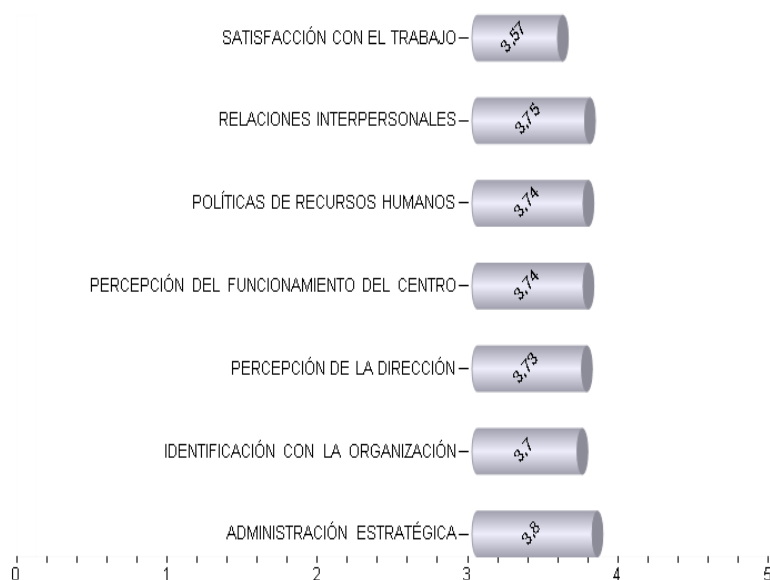 SATISFACCIÓN CON EL TRABAJO 3,57
RELACIONES INTERPERSONALES 3,75
POLÍTICAS DE RECURSOS HUMANOS 3,74
PERCEPCIÓN DEL FUNCIONAMIENTO DEL CENTRO 3,74
PERCEPCIÓN DE LA DIRECCIÓN 3,73
IDENTIFICACIÓN CON LA ORGANIZACIÓN 3,7
ADMINISTRACIÓN ESTRATÉGICA 3,8
0 1 2 3 4 5